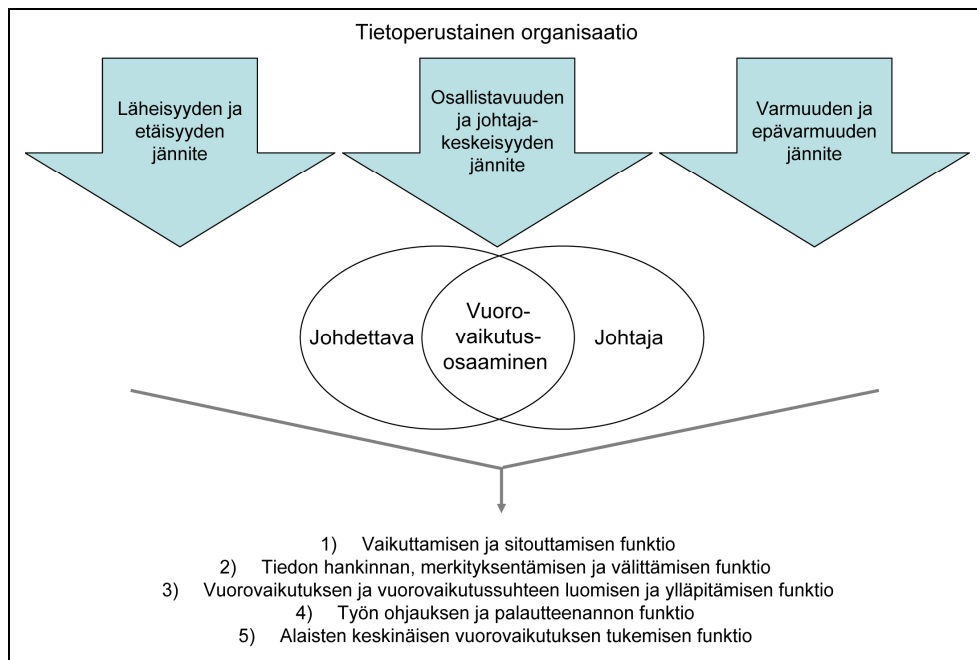 Tietoperustainen organisaatio
Läheisyyden ja
etäisyyden
jännite
Osallistavuuden
ja johtaja-
keskeisyyden
jännite
Varmuuden ja
epävarmuuden
jännite
Johdettava
Vuoro-
vaikutus-
osaaminen
Johtaja
1) Vaikuttamisen ja sitouttamisen funktio
2) Tiedon hankinnan, merkityksentämisen ja välittämisen funktio
3) Vuorovaikutuksen ja vuorovaikutussuhteen luomisen ja ylläpitämisen funktio
4) Työn ohjauksen ja palautteenannon funktio
5) Alaisten keskinäisen vuorovaikutuksen tukemisen funktio